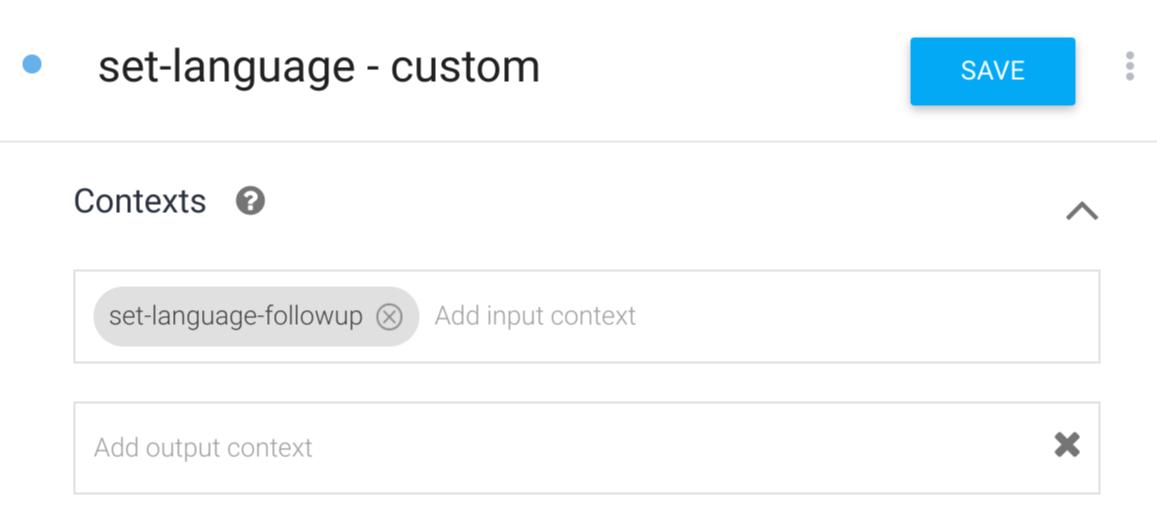 set-language - custom
SAVE
Contexts ?
set-language-followup Add input context
Add output context